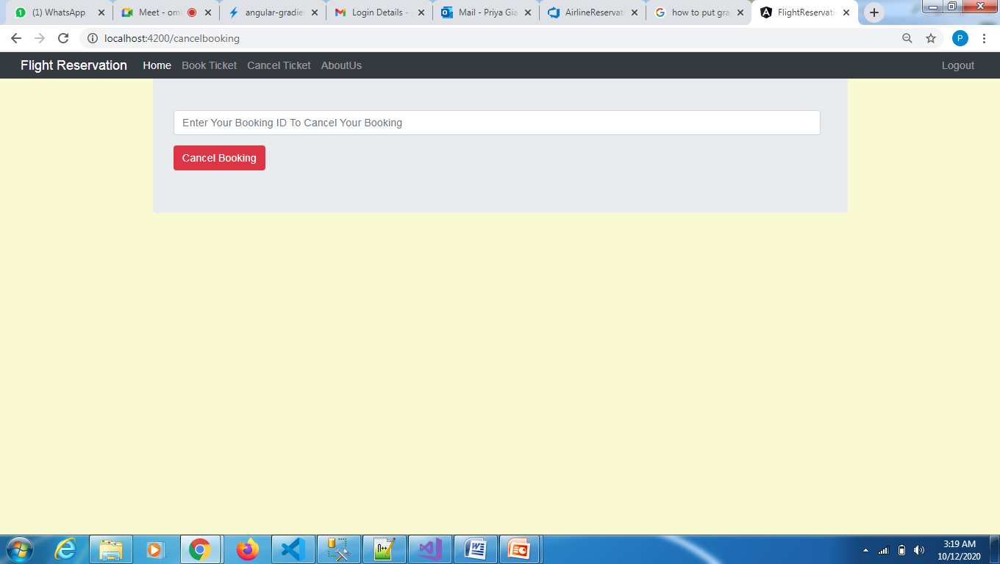 (1) WhatsApp
Meet - oml
angular-gradie
Login Details -
Mail - Priya Gia
AirlineReservati
how to put gra
FlightReservati
localhost:4200/cancelbooking
P
Flight Reservation Home Book Ticket Cancel Ticket AboutUs Logout
Enter Your Booking ID To Cancel Your Booking
Cancel Booking
3:19 AM
10/12/2020